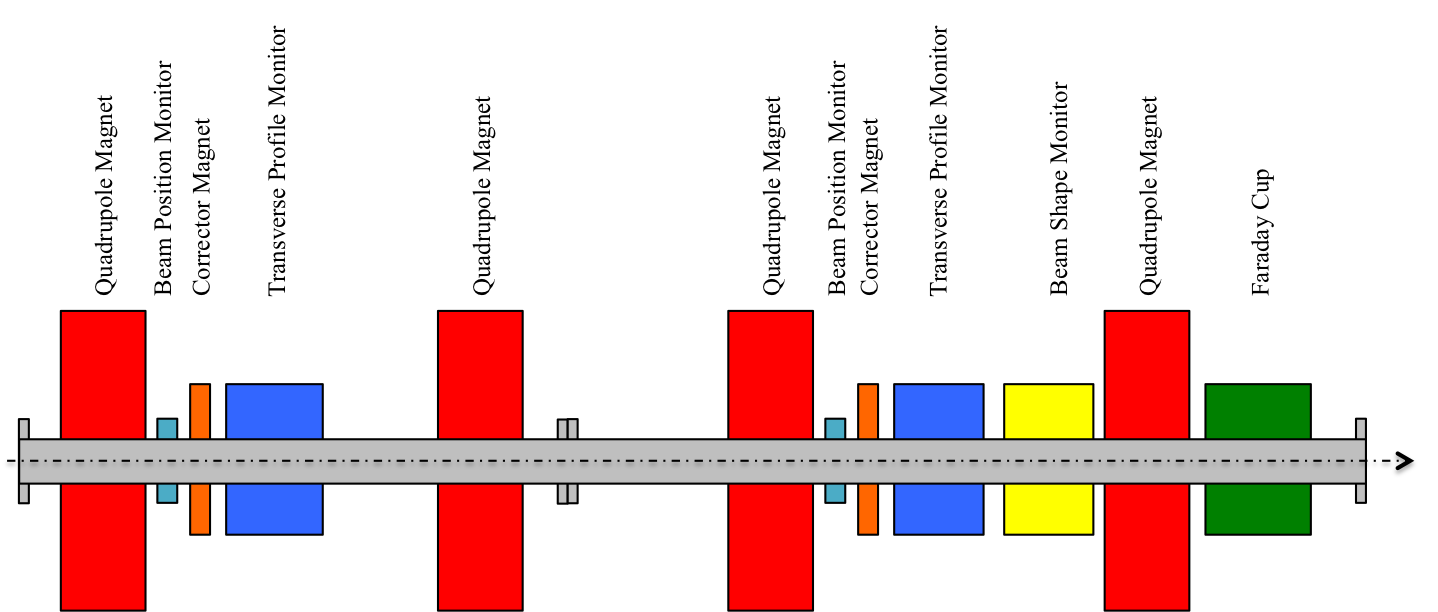 Quadrupole Magnet
Beam Position Monitor
Corrector Magnet
Transverse Profile Monitor
Quadrupole Magnet
Quadrupole Magnet
Beam Position Monitor
Corrector Magnet
Transverse Profile Monitor
Beam Shape Monitor
Quadrupole Magnet
Faraday Cup